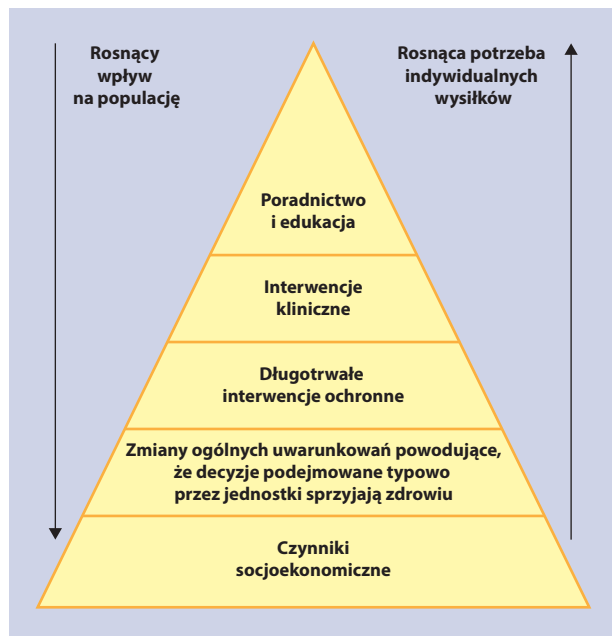 Rosnący
wpływ
na populację
Rosnąca potrzeba
indywidualnych
wysiłków
Poradnictwo
i edukacja
Interwencje
kliniczne
Długotrwałe
interwencje ochronne
Zmiany ogólnych uwarunkowań powodujące,
że decyzje podejmowane typowo
przez jednostki sprzyjają zdrowiu
Czynniki
socjoekonomiczne